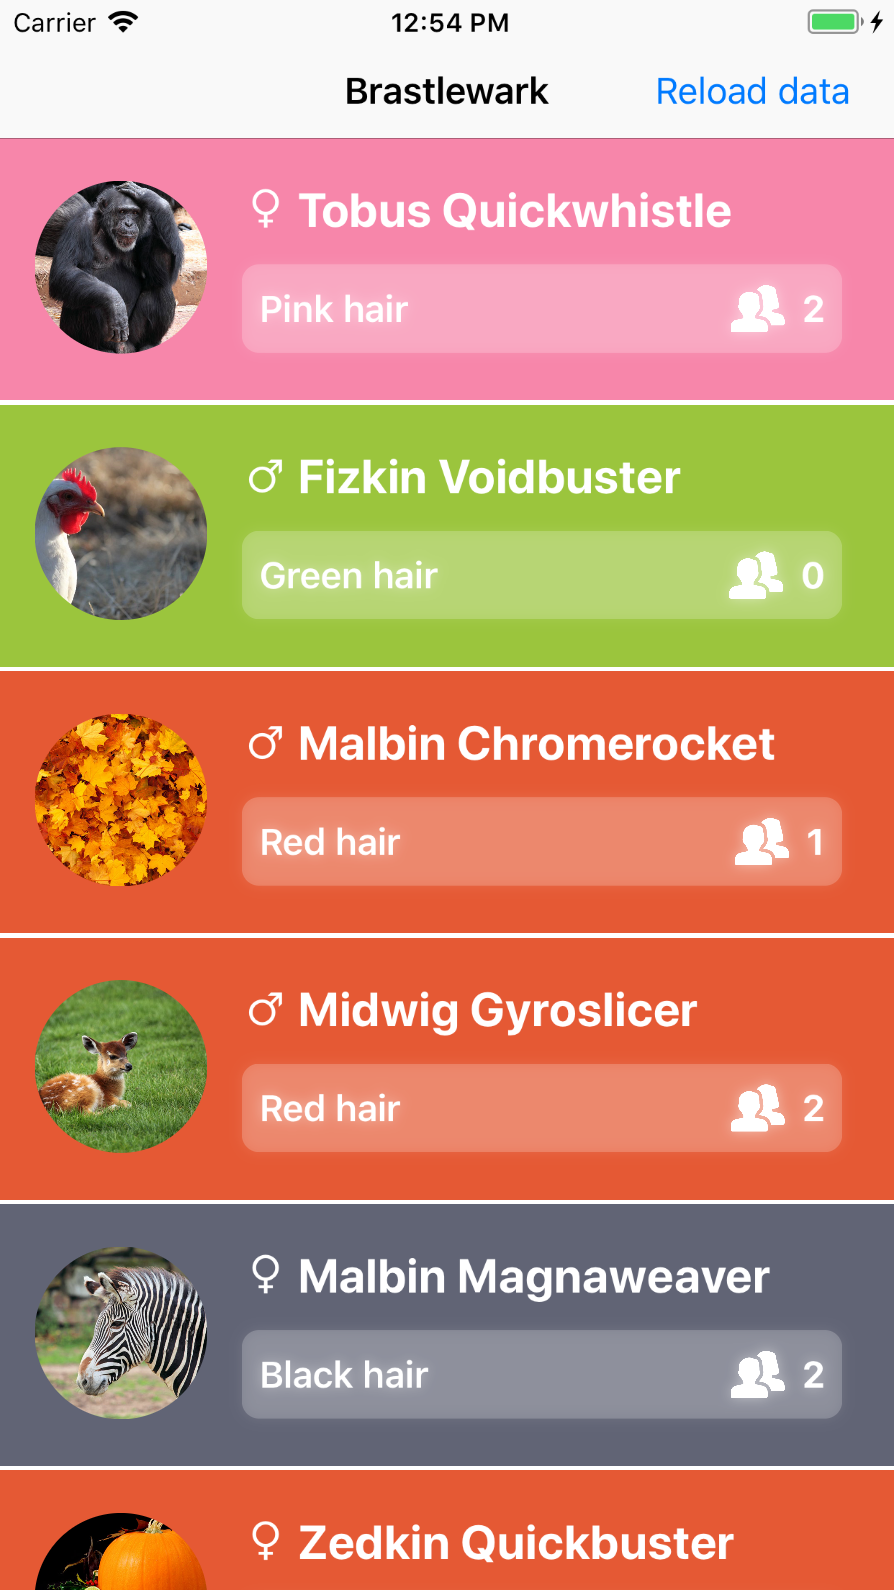 Carrier 12:54 PM
Brastlewark Reload data
♀ Tobus Quickwhistle
Pink hair 2
♂ Fizkin Voidbuster
Green hair 0
♂ Malbin Chromerocket
Red hair 1
♂ Midwig Gyroslicer
Red hair 2
♀ Malbin Magnaweaver
Black hair 2
♀ Zedkin Quickbuster